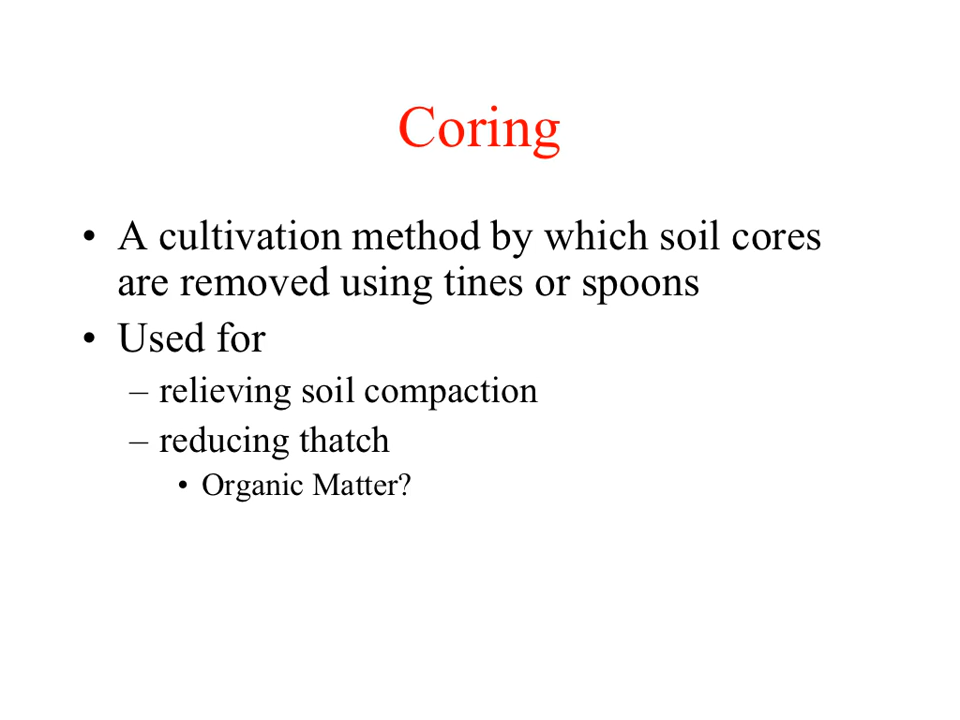 Coring
• A cultivation method by which soil cores
are removed using tines or spoons
• Used for
– relieving soil compaction
– reducing thatch
• Organic Matter?